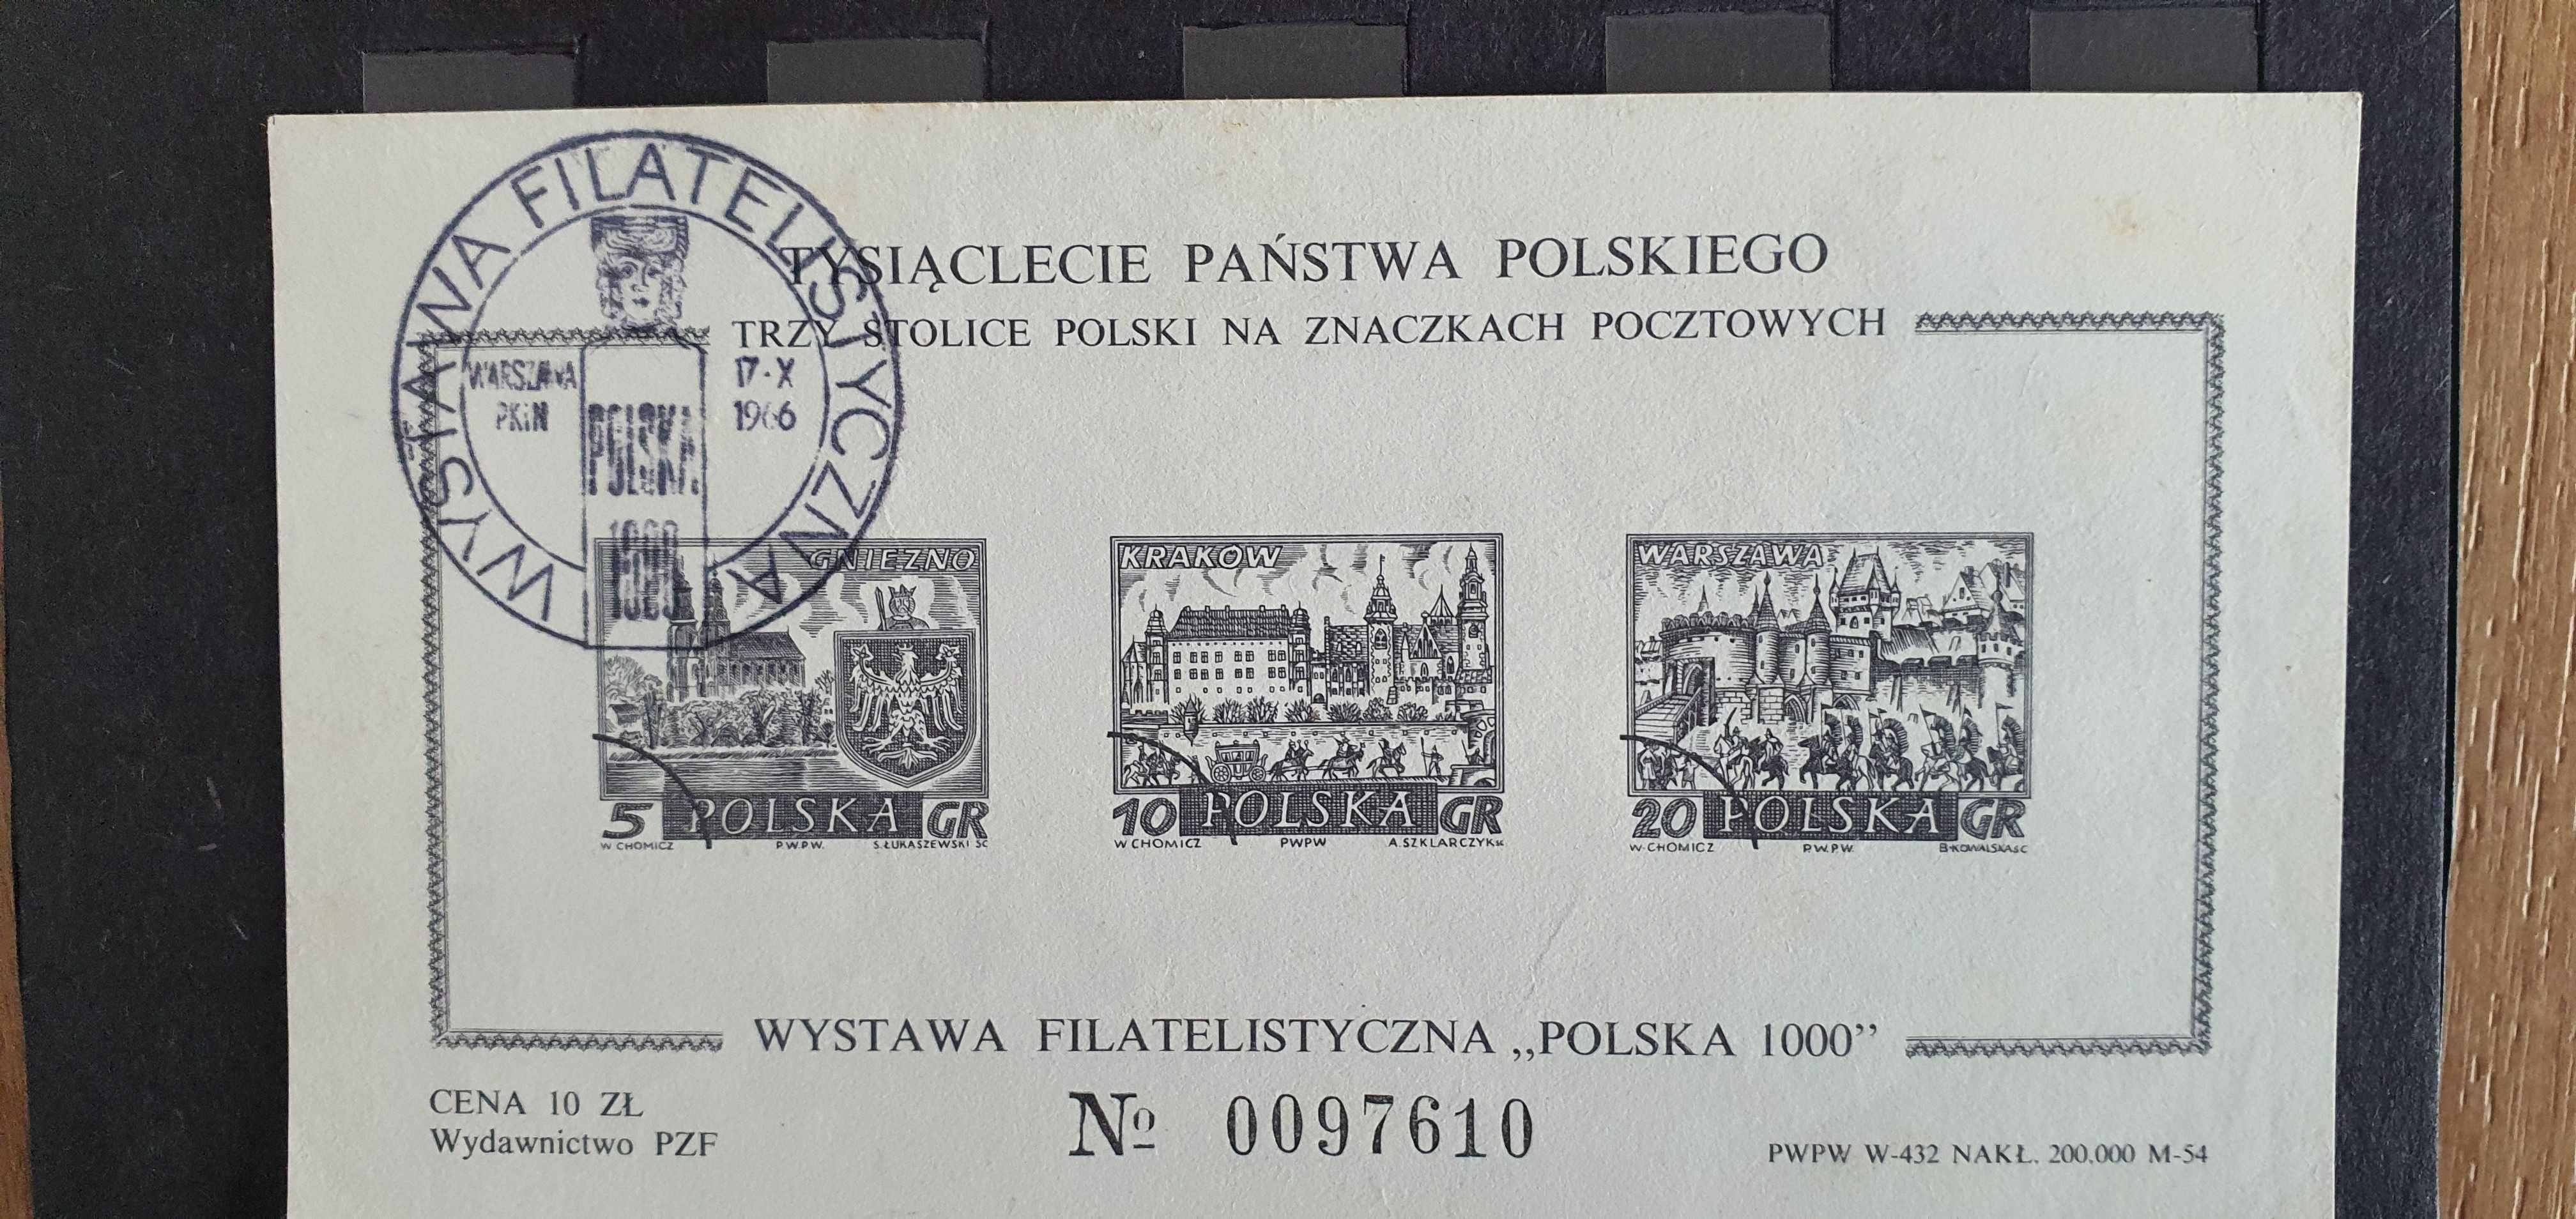 WYSTAWA FILATELISTYCZNA
TYSIĄCLECIE PAŃSTWA POLSKIEGO
TRZY STOLICE POLSKI NA ZNACZKACH POCZTOWYCH
WARSZAWA
PKiN
17·X
1966
POLSKA
GNIEZNO
5 POLSKA GR
W CHOMICZ P.W.P.W. S.ŁUKASZEWSKI SC
KRAKÓW
10 POLSKA GR
W CHOMICZ PWPW A.SZKLARCZYK sc
WARSZAWA
20 POLSKA GR
W·CHOMICZ P.W.P.W. B·KOWALSKA SC
WYSTAWA FILATELISTYCZNA „POLSKA 1000”
CENA 10 ZŁ
Wydawnictwo PZF
Nº 0097610
PWPW W-432 NAKŁ. 200.000 M-54